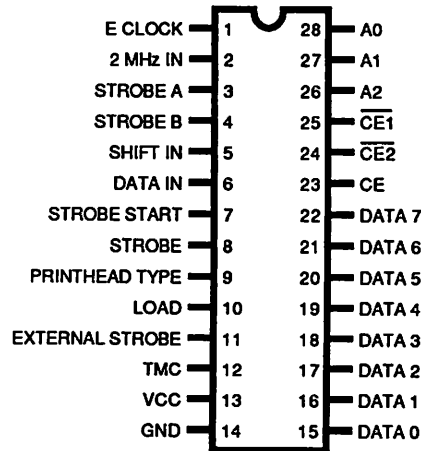 E CLOCK 1 28 A0
2 MHz IN 2 27 A1
STROBE A 3 26 A2
STROBE B 4 25 C̅E̅1̅
SHIFT IN 5 24 C̅E̅2̅
DATA IN 6 23 CE
STROBE START 7 22 DATA 7
STROBE 8 21 DATA 6
PRINTHEAD TYPE 9 20 DATA 5
LOAD 10 19 DATA 4
EXTERNAL STROBE 11 18 DATA 3
TMC 12 17 DATA 2
VCC 13 16 DATA 1
GND 14 15 DATA 0